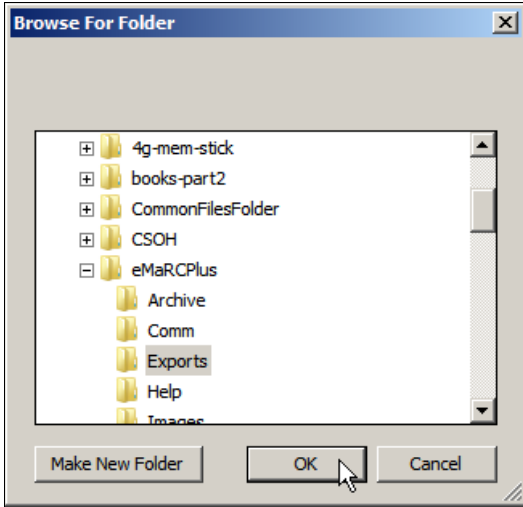 Browse For Folder
4g-mem-stick
books-part2
CommonFilesFolder
CSOH
eMaRCPlus
Archive
Comm
Exports
Help
Images
Make New Folder
OK
Cancel